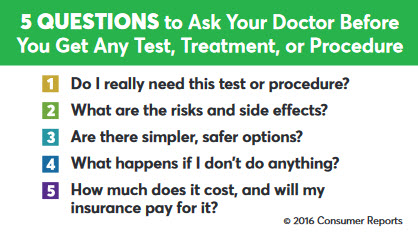 5 QUESTIONS to Ask Your Doctor Before
You Get Any Test, Treatment, or Procedure
1 Do I really need this test or procedure?
2 What are the risks and side effects?
3 Are there simpler, safer options?
4 What happens if I don't do anything?
5 How much does it cost, and will my
insurance pay for it?
© 2016 Consumer Reports